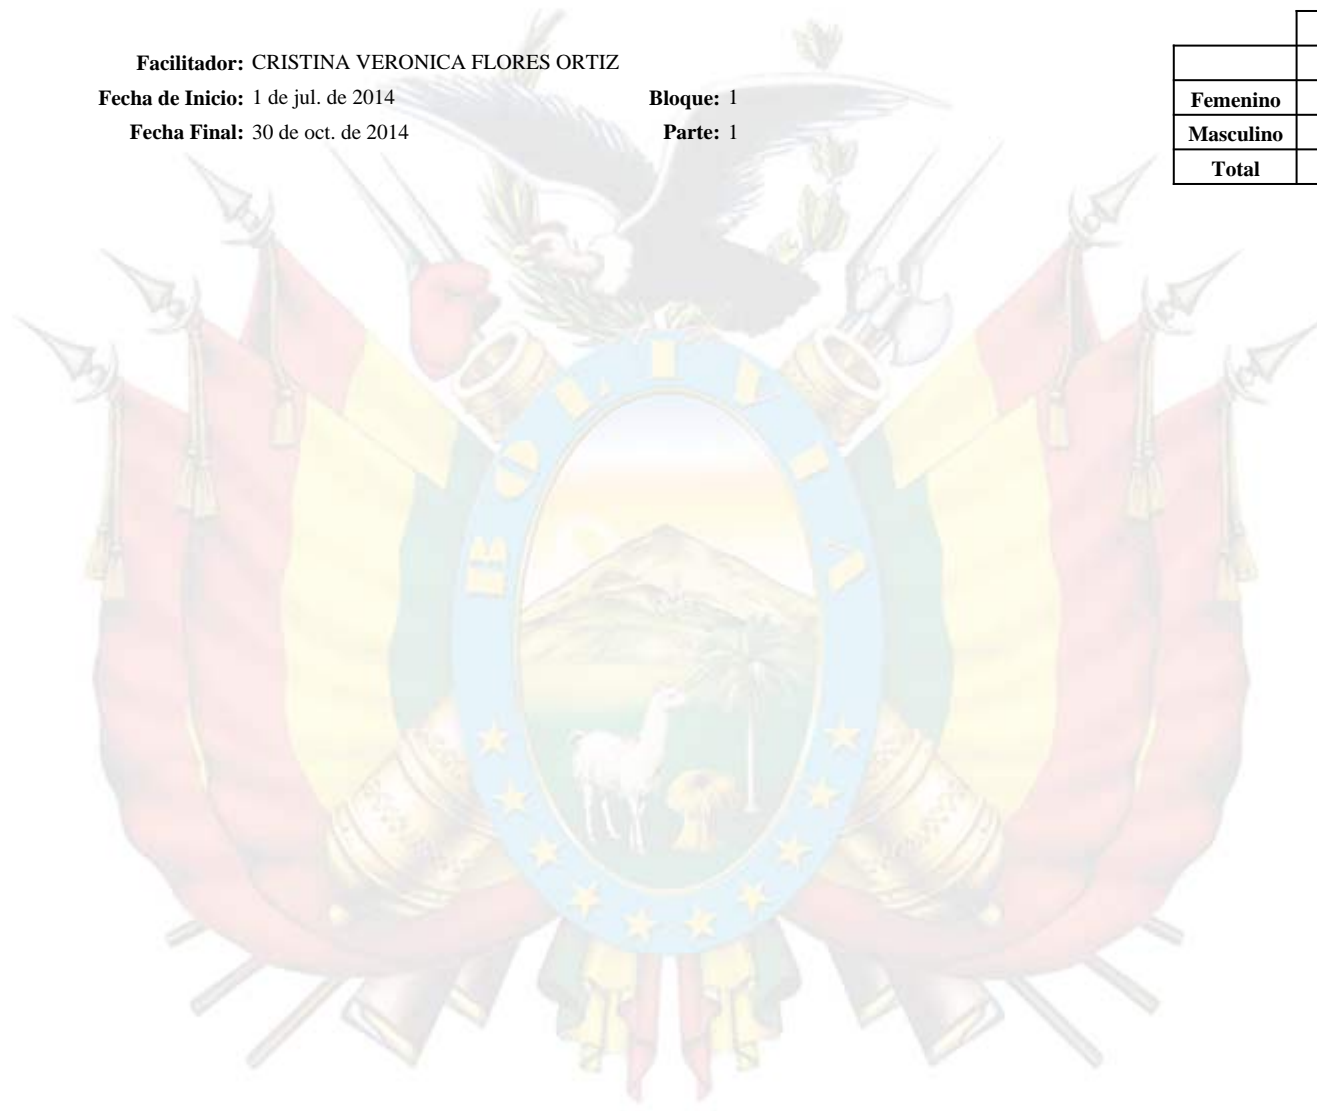 Facilitador: CRISTINA VERONICA FLORES ORTIZ
Fecha de Inicio: 1 de jul. de 2014 Bloque: 1
Fecha Final: 30 de oct. de 2014 Parte: 1
Femenino
Masculino
Total
BOLIVIA